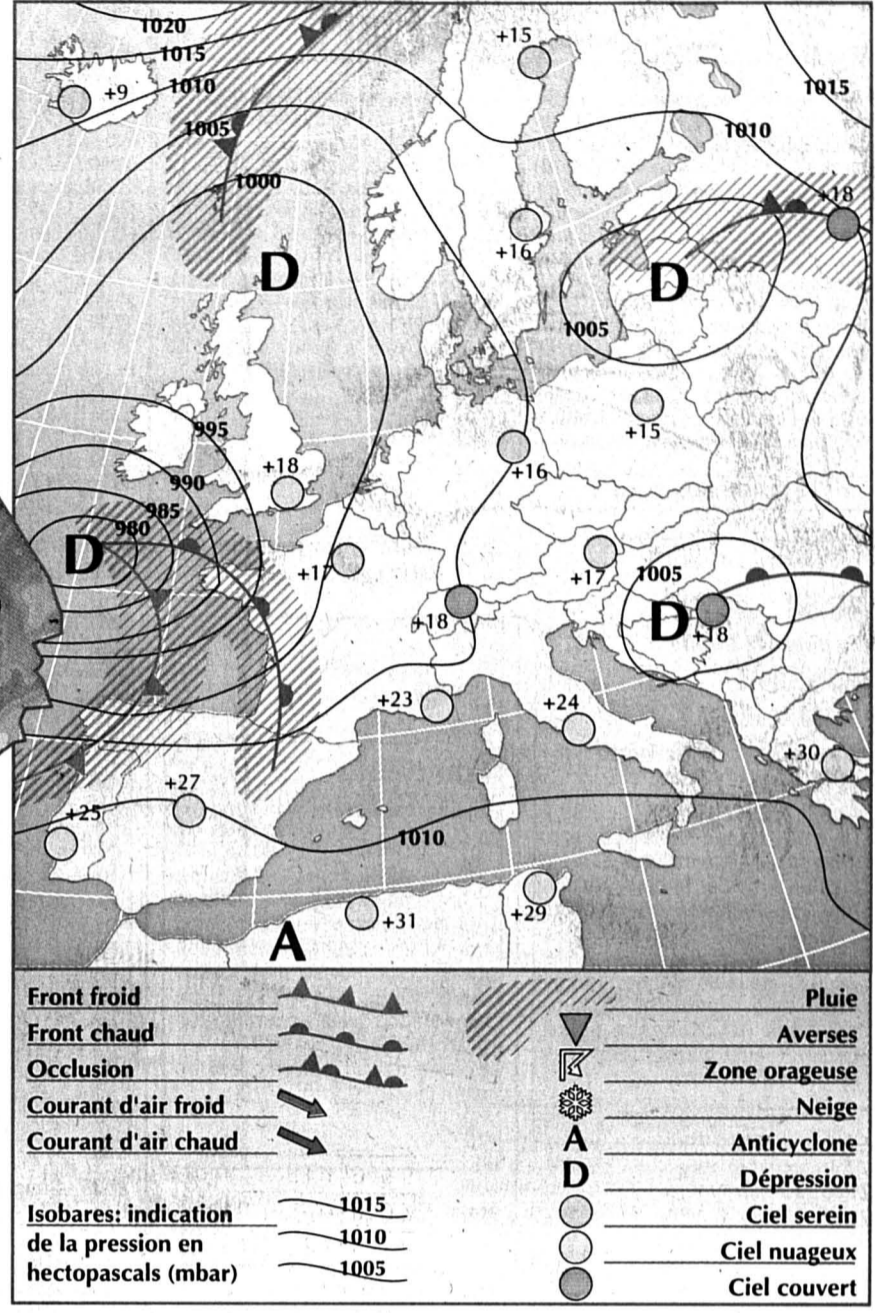 1020
1015
1010
+9
1005
1000
+15
1015
1010
+18
+16
D
D
1005
995
+15
+18
+16
990
985
980
D
+17
+17
1005
+18
D
+18
+23
+24
+30
+27
+25
1010
+31
+29
A
Front froid
Front chaud
Occlusion
Courant d'air froid
Courant d'air chaud
Isobares: indication
de la pression en
hectopascals (mbar)
1015
1010
1005
Pluie
Averses
Zone orageuse
Neige
A Anticyclone
D Dépression
Ciel serein
Ciel nuageux
Ciel couvert